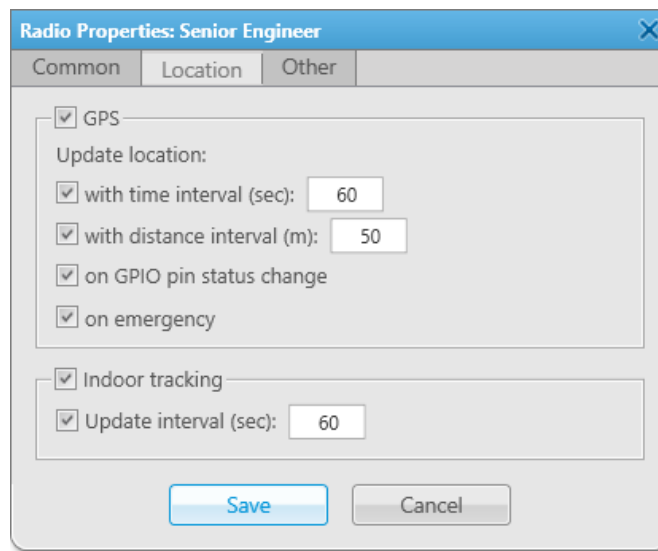 Radio Properties: Senior Engineer
Common Location Other
GPS
Update location:
with time interval (sec): 60
with distance interval (m): 50
on GPIO pin status change
on emergency
Indoor tracking
Update interval (sec): 60
Save Cancel